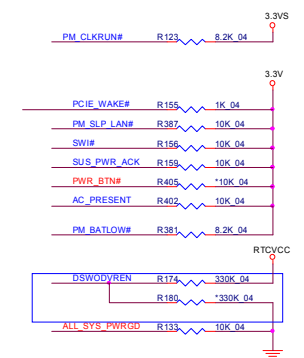 3.3VS
PM_CLKRUN# R123 8.2K_04
3.3V
PCIE_WAKE# R155 1K_04
PM_SLP_LAN# R387 10K_04
SWI# R156 10K_04
SUS_PWR_ACK R159 10K_04
PWR_BTN# R405 *10K_04
AC_PRESENT R402 10K_04
PM_BATLOW# R381 8.2K_04
RTCVCC
DSWODVREN R174 330K_04
R180 *330K_04
ALL_SYS_PWRGD R133 10K_04